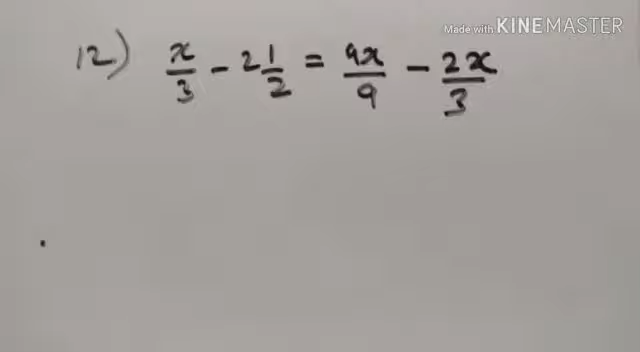 Made with KINEMASTER
12) x/3 - 2 1/2 = 4x/9 - 2x/3